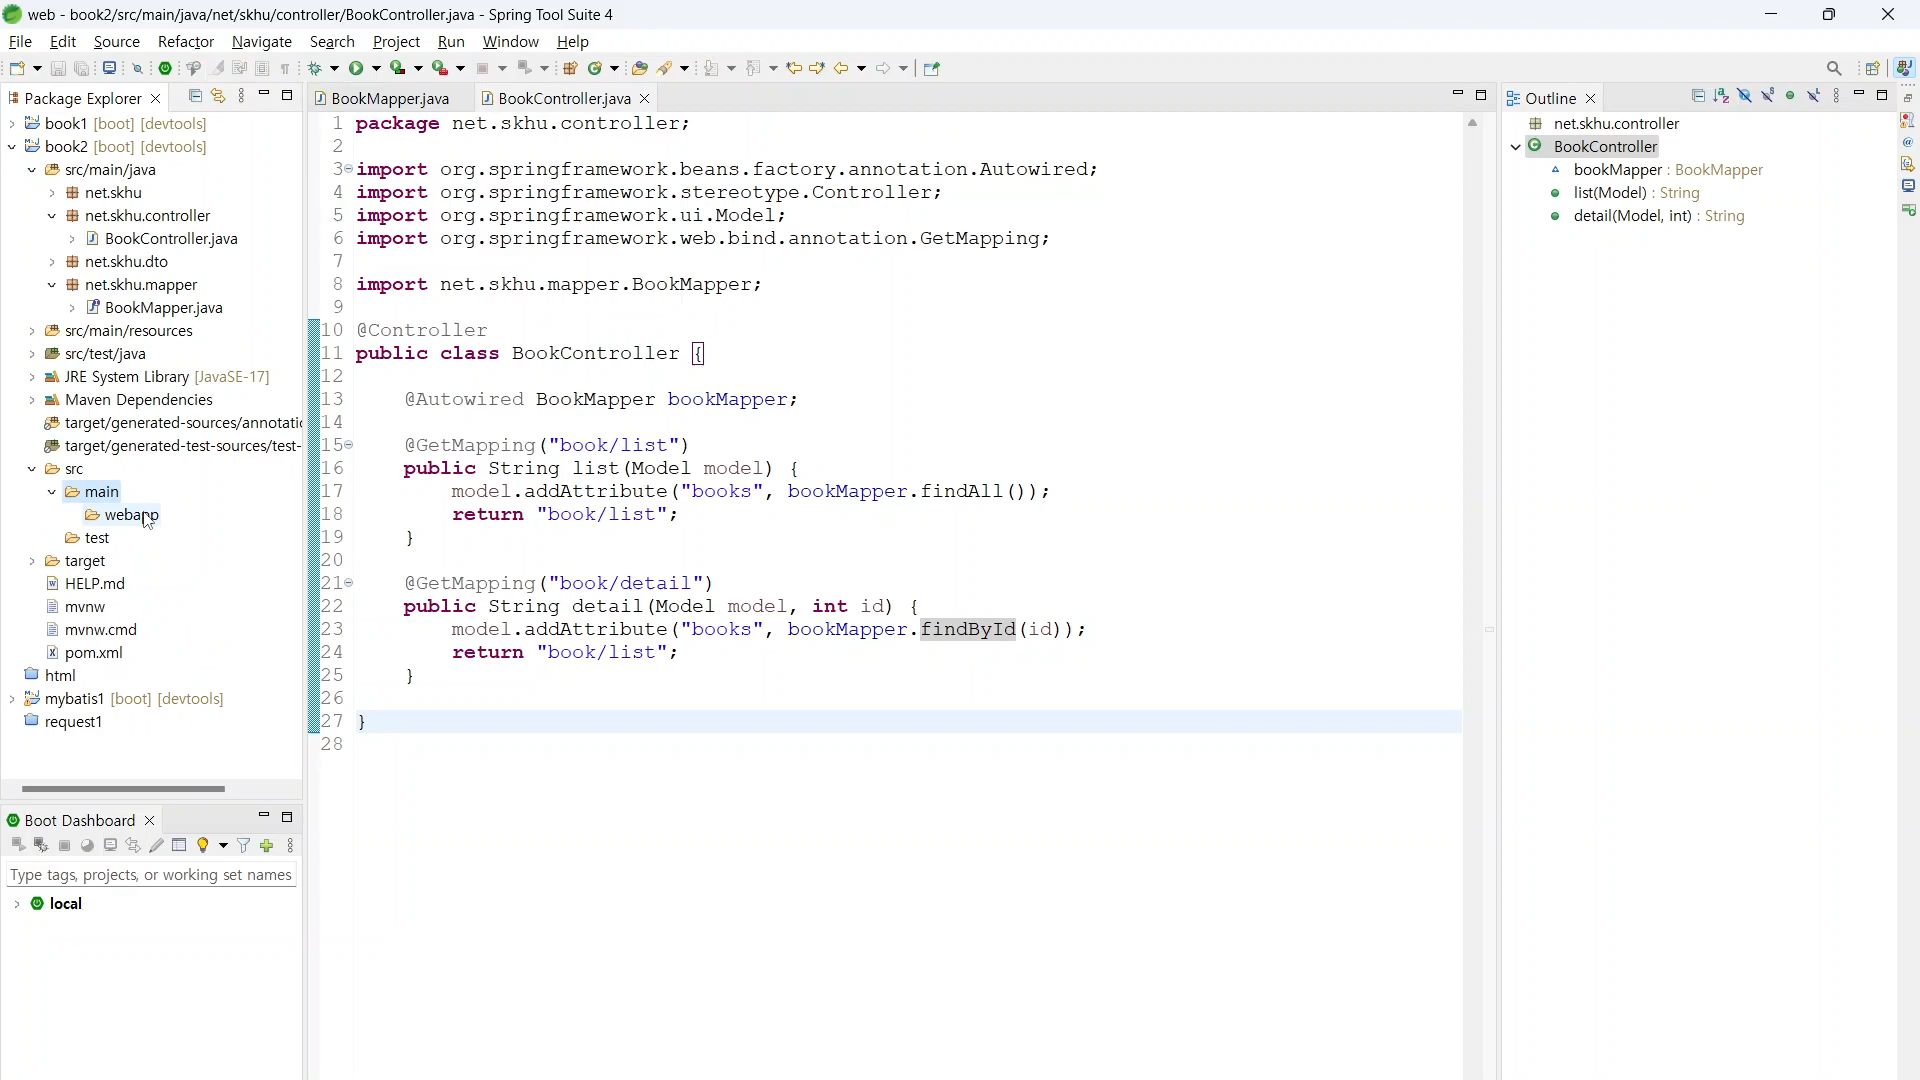 web - book2/src/main/java/net/skhu/controller/BookController.java - Spring Tool Suite 4
File Edit Source Refactor Navigate Search Project Run Window Help
Package Explorer
book1 [boot] [devtools]
book2 [boot] [devtools]
src/main/java
net.skhu
net.skhu.controller
BookController.java
net.skhu.dto
net.skhu.mapper
BookMapper.java
src/main/resources
src/test/java
JRE System Library [JavaSE-17]
Maven Dependencies
target/generated-sources/annotatio
target/generated-test-sources/test-
src
main
webapp
test
target
HELP.md
mvnw
mvnw.cmd
pom.xml
html
mybatis1 [boot] [devtools]
request1
Boot Dashboard
Type tags, projects, or working set names
local
BookMapper.java BookController.java
1 package net.skhu.controller;
2
3 import org.springframework.beans.factory.annotation.Autowired;
4 import org.springframework.stereotype.Controller;
5 import org.springframework.ui.Model;
6 import org.springframework.web.bind.annotation.GetMapping;
7
8 import net.skhu.mapper.BookMapper;
9
10 @Controller
11 public class BookController {
12
13 @Autowired BookMapper bookMapper;
14
15 @GetMapping("book/list")
16 public String list(Model model) {
17 model.addAttribute("books", bookMapper.findAll());
18 return "book/list";
19 }
20
21 @GetMapping("book/detail")
22 public String detail(Model model, int id) {
23 model.addAttribute("books", bookMapper.findById(id));
24 return "book/list";
25 }
26
27 }
28
Outline
net.skhu.controller
BookController
bookMapper : BookMapper
list(Model) : String
detail(Model, int) : String